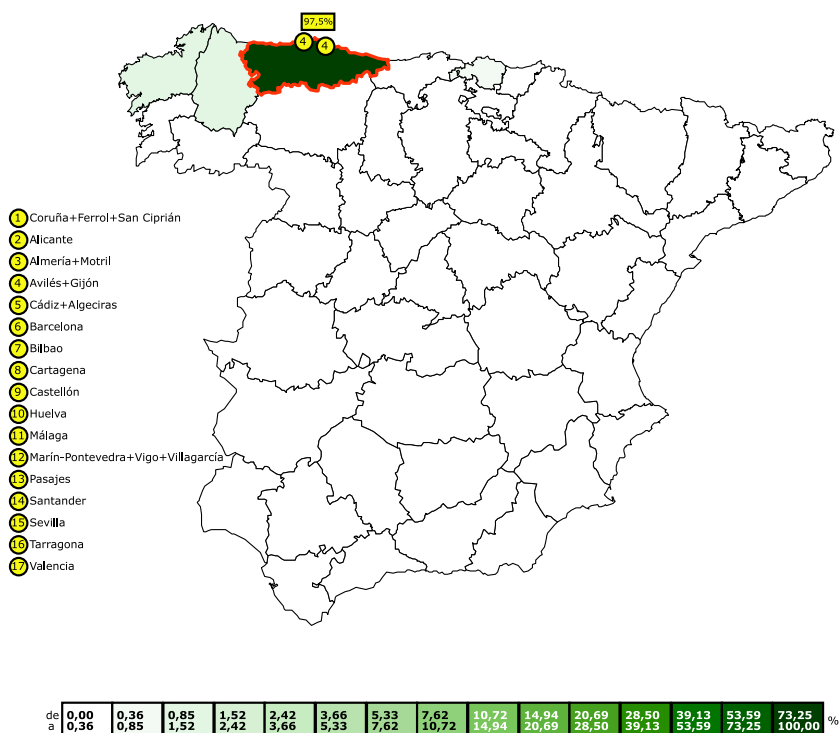 97,5%
4 4
1 Coruña+Ferrol+San Ciprián
2 Alicante
3 Almería+Motril
4 Avilés+Gijón
5 Cádiz+Algeciras
6 Barcelona
7 Bilbao
8 Cartagena
9 Castellón
10 Huelva
11 Málaga
12 Marín-Pontevedra+Vigo+Villagarcía
13 Pasajes
14 Santander
15 Sevilla
16 Tarragona
17 Valencia
de 0,00 0,36 0,85 1,52 2,42 3,66 5,33 7,62 10,72 14,94 20,69 28,50 39,13 53,59 73,25 %
a 0,36 0,85 1,52 2,42 3,66 5,33 7,62 10,72 14,94 20,69 28,50 39,13 53,59 73,25 100,00